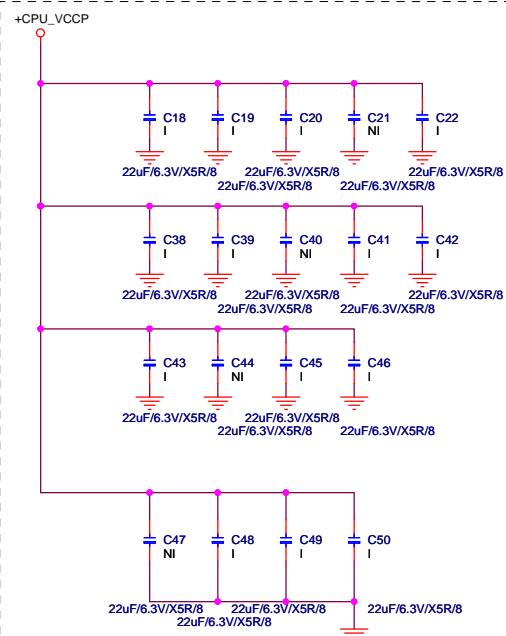 +CPU_VCCP
C18 C19 C20 C21 C22
I I I NI I
22uF/6.3V/X5R/8 22uF/6.3V/X5R/8 22uF/6.3V/X5R/8
22uF/6.3V/X5R/8 22uF/6.3V/X5R/8
C38 C39 C40 C41 C42
I I NI I I
22uF/6.3V/X5R/8 22uF/6.3V/X5R/8 22uF/6.3V/X5R/8
22uF/6.3V/X5R/8 22uF/6.3V/X5R/8
C43 C44 C45 C46
I NI I I
22uF/6.3V/X5R/8 22uF/6.3V/X5R/8
22uF/6.3V/X5R/8 22uF/6.3V/X5R/8
C47 C48 C49 C50
NI I I I
22uF/6.3V/X5R/8 22uF/6.3V/X5R/8 22uF/6.3V/X5R/8
22uF/6.3V/X5R/8